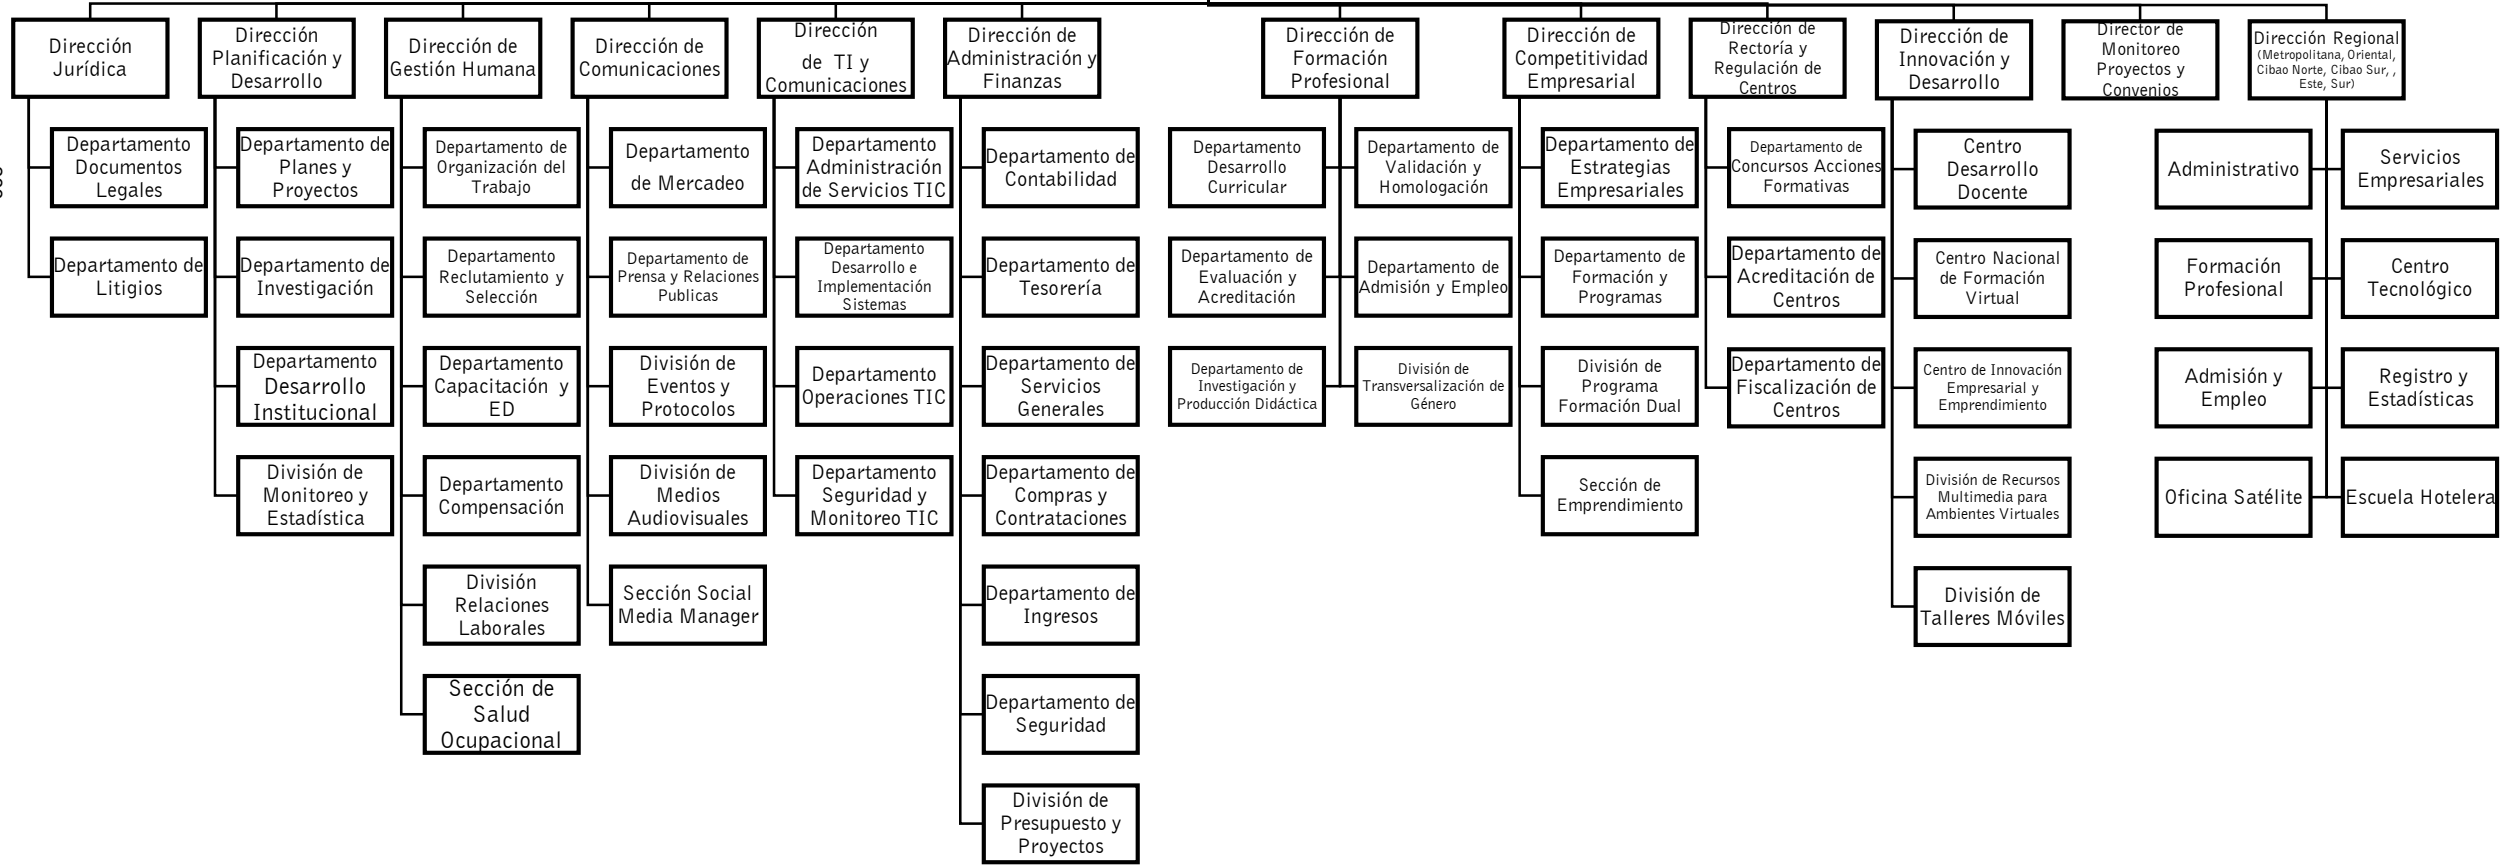 Dirección
Jurídica
Departamento
Documentos
Legales
Departamento de
Litigios
Dirección
Planificación y
Desarrollo
Departamento de
Planes y
Proyectos
Departamento de
Investigación
Departamento
Desarrollo
Institucional
División de
Monitoreo y
Estadística
Dirección de
Gestión Humana
Departamento de
Organización del
Trabajo
Departamento
Reclutamiento y
Selección
Departamento
Capacitación y
ED
Departamento
Compensación
División
Relaciones
Laborales
Sección de
Salud
Ocupacional
Dirección de
Comunicaciones
Departamento
de Mercadeo
Departamento de
Prensa y Relaciones
Publicas
División de
Eventos y
Protocolos
División de
Medios
Audiovisuales
Sección Social
Media Manager
Dirección
de TI y
Comunicaciones
Departamento
Administración
de Servicios TIC
Departamento
Desarrollo e
Implementación
Sistemas
Departamento
Operaciones TIC
Departamento
Seguridad y
Monitoreo TIC
Dirección de
Administración y
Finanzas
Departamento de
Contabilidad
Departamento de
Tesorería
Departamento de
Servicios
Generales
Departamento de
Compras y
Contrataciones
Departamento de
Ingresos
Departamento de
Seguridad
División de
Presupuesto y
Proyectos
Dirección de
Formación
Profesional
Departamento
Desarrollo
Curricular
Departamento de
Validación y
Homologación
Departamento de
Evaluación y
Acreditación
Departamento de
Admisión y Empleo
Departamento de
Investigación y
Producción Didáctica
División de
Transversalización de
Género
Dirección de
Competitividad
Empresarial
Departamento de
Estrategias
Empresariales
Departamento de
Formación y
Programas
División de
Programa
Formación Dual
Sección de
Emprendimiento
Dirección de
Rectoría y
Regulación de
Centros
Departamento de
Concursos Acciones
Formativas
Departamento de
Acreditación de
Centros
Departamento de
Fiscalización de
Centros
Dirección de
Innovación y
Desarrollo
Centro
Desarrollo
Docente
Centro Nacional
de Formación
Virtual
Centro de Innovación
Empresarial y
Emprendimiento
División de Recursos
Multimedia para
Ambientes Virtuales
División de
Talleres Móviles
Director de
Monitoreo
Proyectos y
Convenios
Dirección Regional
(Metropolitana, Oriental,
Cibao Norte, Cibao Sur, ,
Este, Sur)
Administrativo
Servicios
Empresariales
Formación
Profesional
Centro
Tecnológico
Admisión y
Empleo
Registro y
Estadísticas
Oficina Satélite
Escuela Hotelera